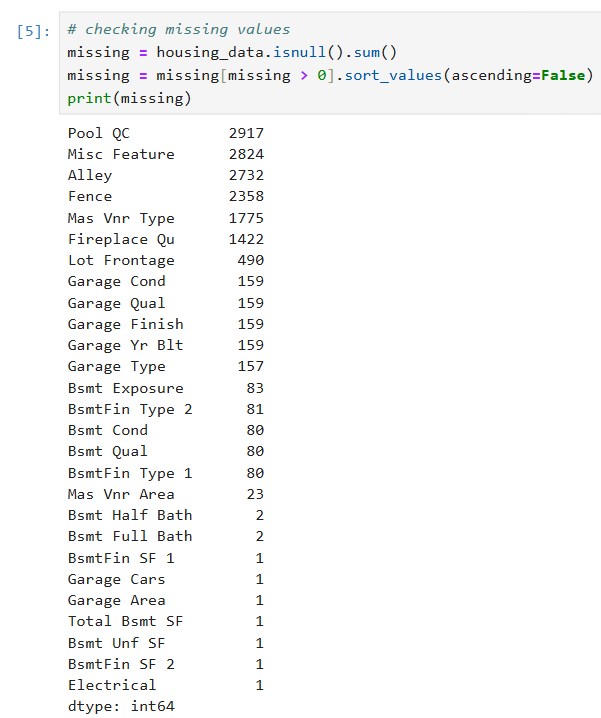 [5]: # checking missing values
missing = housing_data.isnull().sum()
missing = missing[missing > 0].sort_values(ascending=False)
print(missing)
Pool QC 2917
Misc Feature 2824
Alley 2732
Fence 2358
Mas Vnr Type 1775
Fireplace Qu 1422
Lot Frontage 490
Garage Cond 159
Garage Qual 159
Garage Finish 159
Garage Yr Blt 159
Garage Type 157
Bsmt Exposure 83
BsmtFin Type 2 81
Bsmt Cond 80
Bsmt Qual 80
BsmtFin Type 1 80
Mas Vnr Area 23
Bsmt Half Bath 2
Bsmt Full Bath 2
BsmtFin SF 1 1
Garage Cars 1
Garage Area 1
Total Bsmt SF 1
Bsmt Unf SF 1
BsmtFin SF 2 1
Electrical 1
dtype: int64